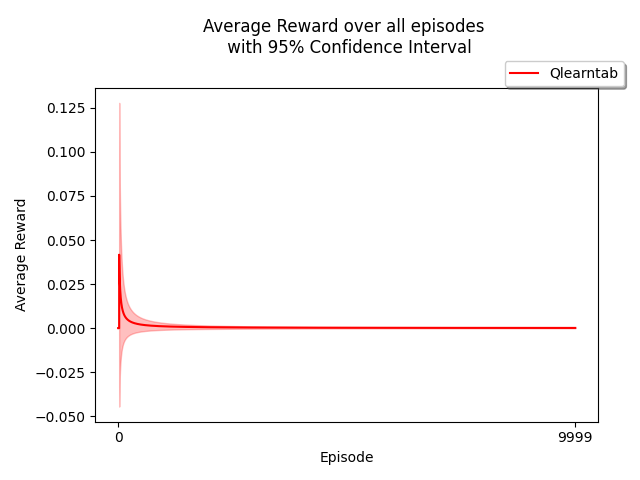 Average Reward over all episodes
with 95% Confidence Interval
Qlearntab
0.125
0.100
0.075
0.050
0.025
0.000
−0.025
−0.050
Average Reward
0
9999
Episode